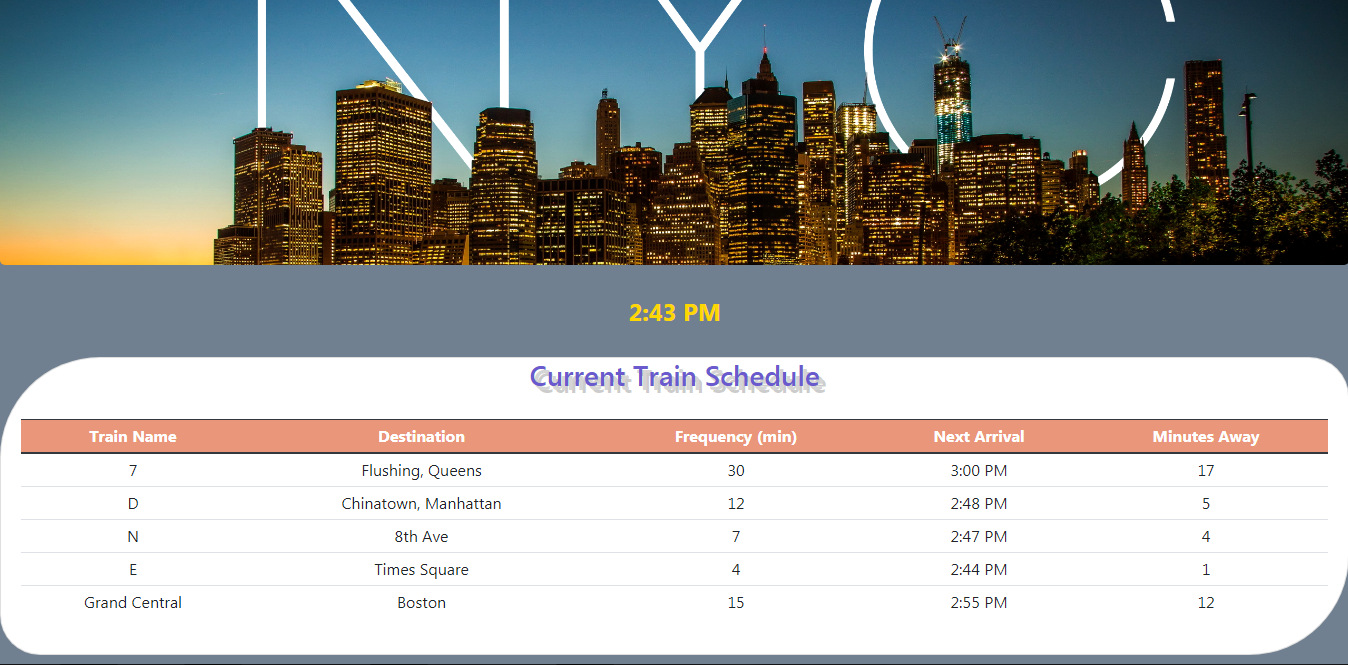 NYC
2:43 PM
Current Train Schedule
Train Name Destination Frequency (min) Next Arrival Minutes Away
7 Flushing, Queens 30 3:00 PM 17
D Chinatown, Manhattan 12 2:48 PM 5
N 8th Ave 7 2:47 PM 4
E Times Square 4 2:44 PM 1
Grand Central Boston 15 2:55 PM 12